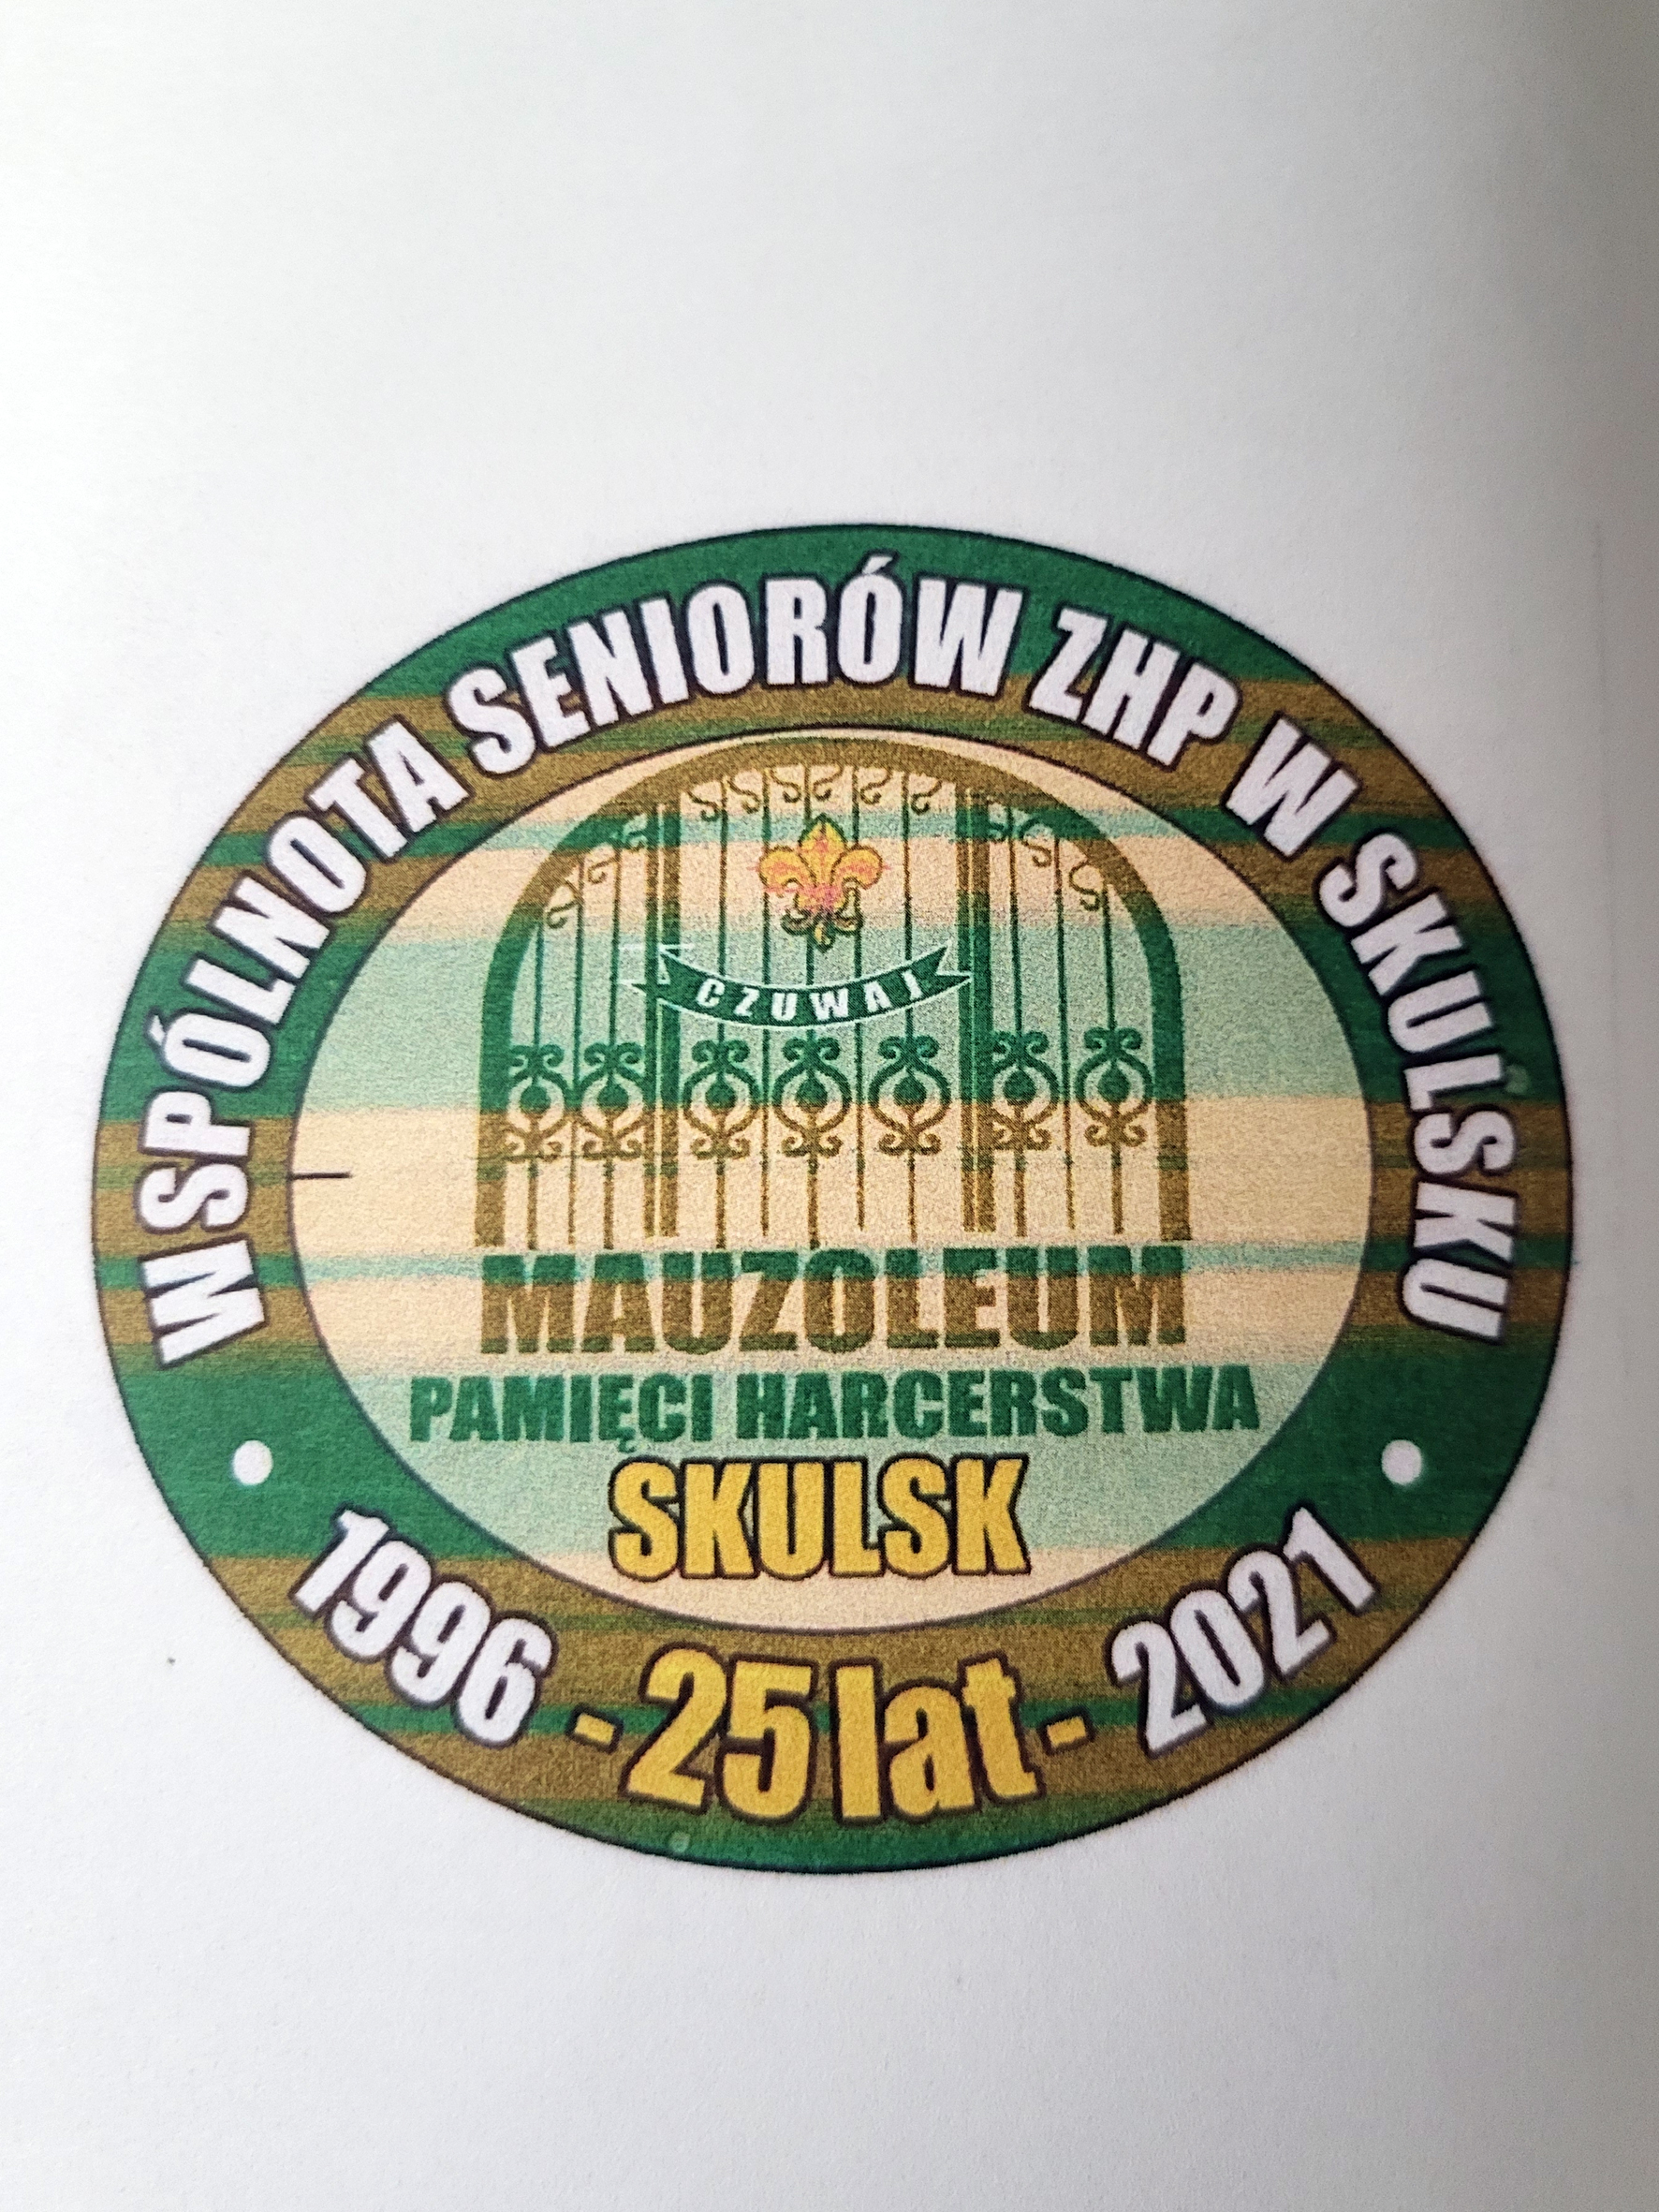 WSPÓLNOTA SENIORÓW ZHP W SKULSKU
CZUWAJ
MAUZOLEUM
PAMIĘCI HARCERSTWA
SKULSK
1996 - 25 lat - 2021